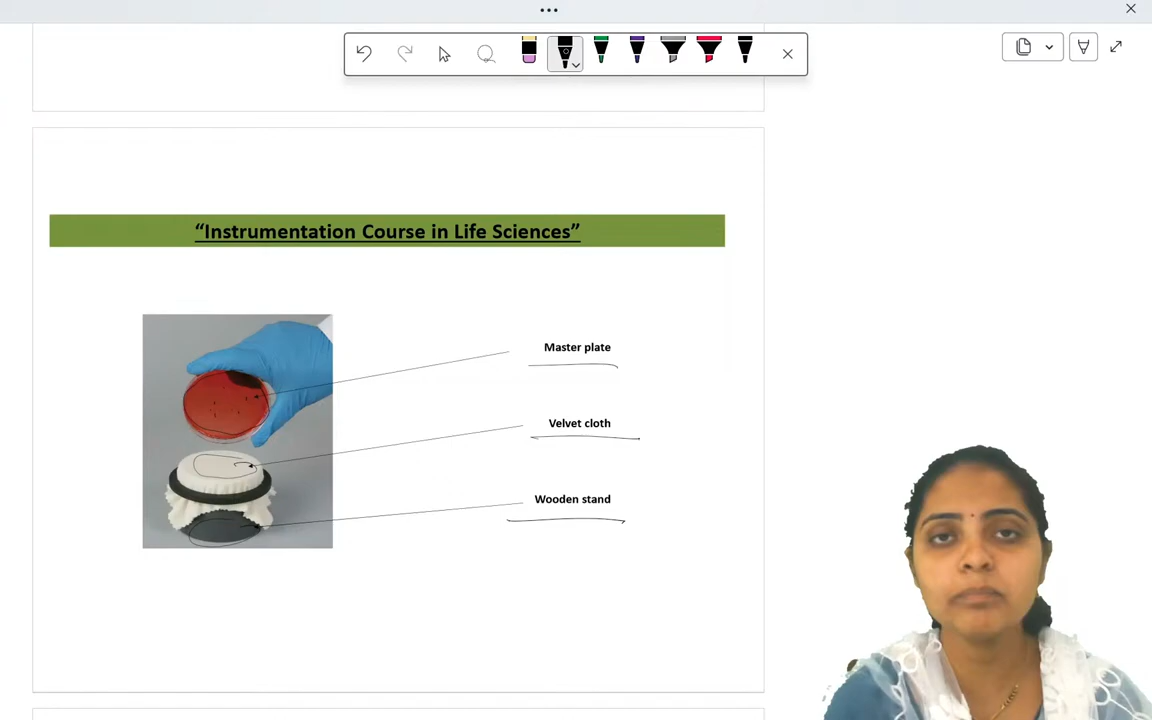 “Instrumentation Course in Life Sciences”
Master plate
Velvet cloth
Wooden stand